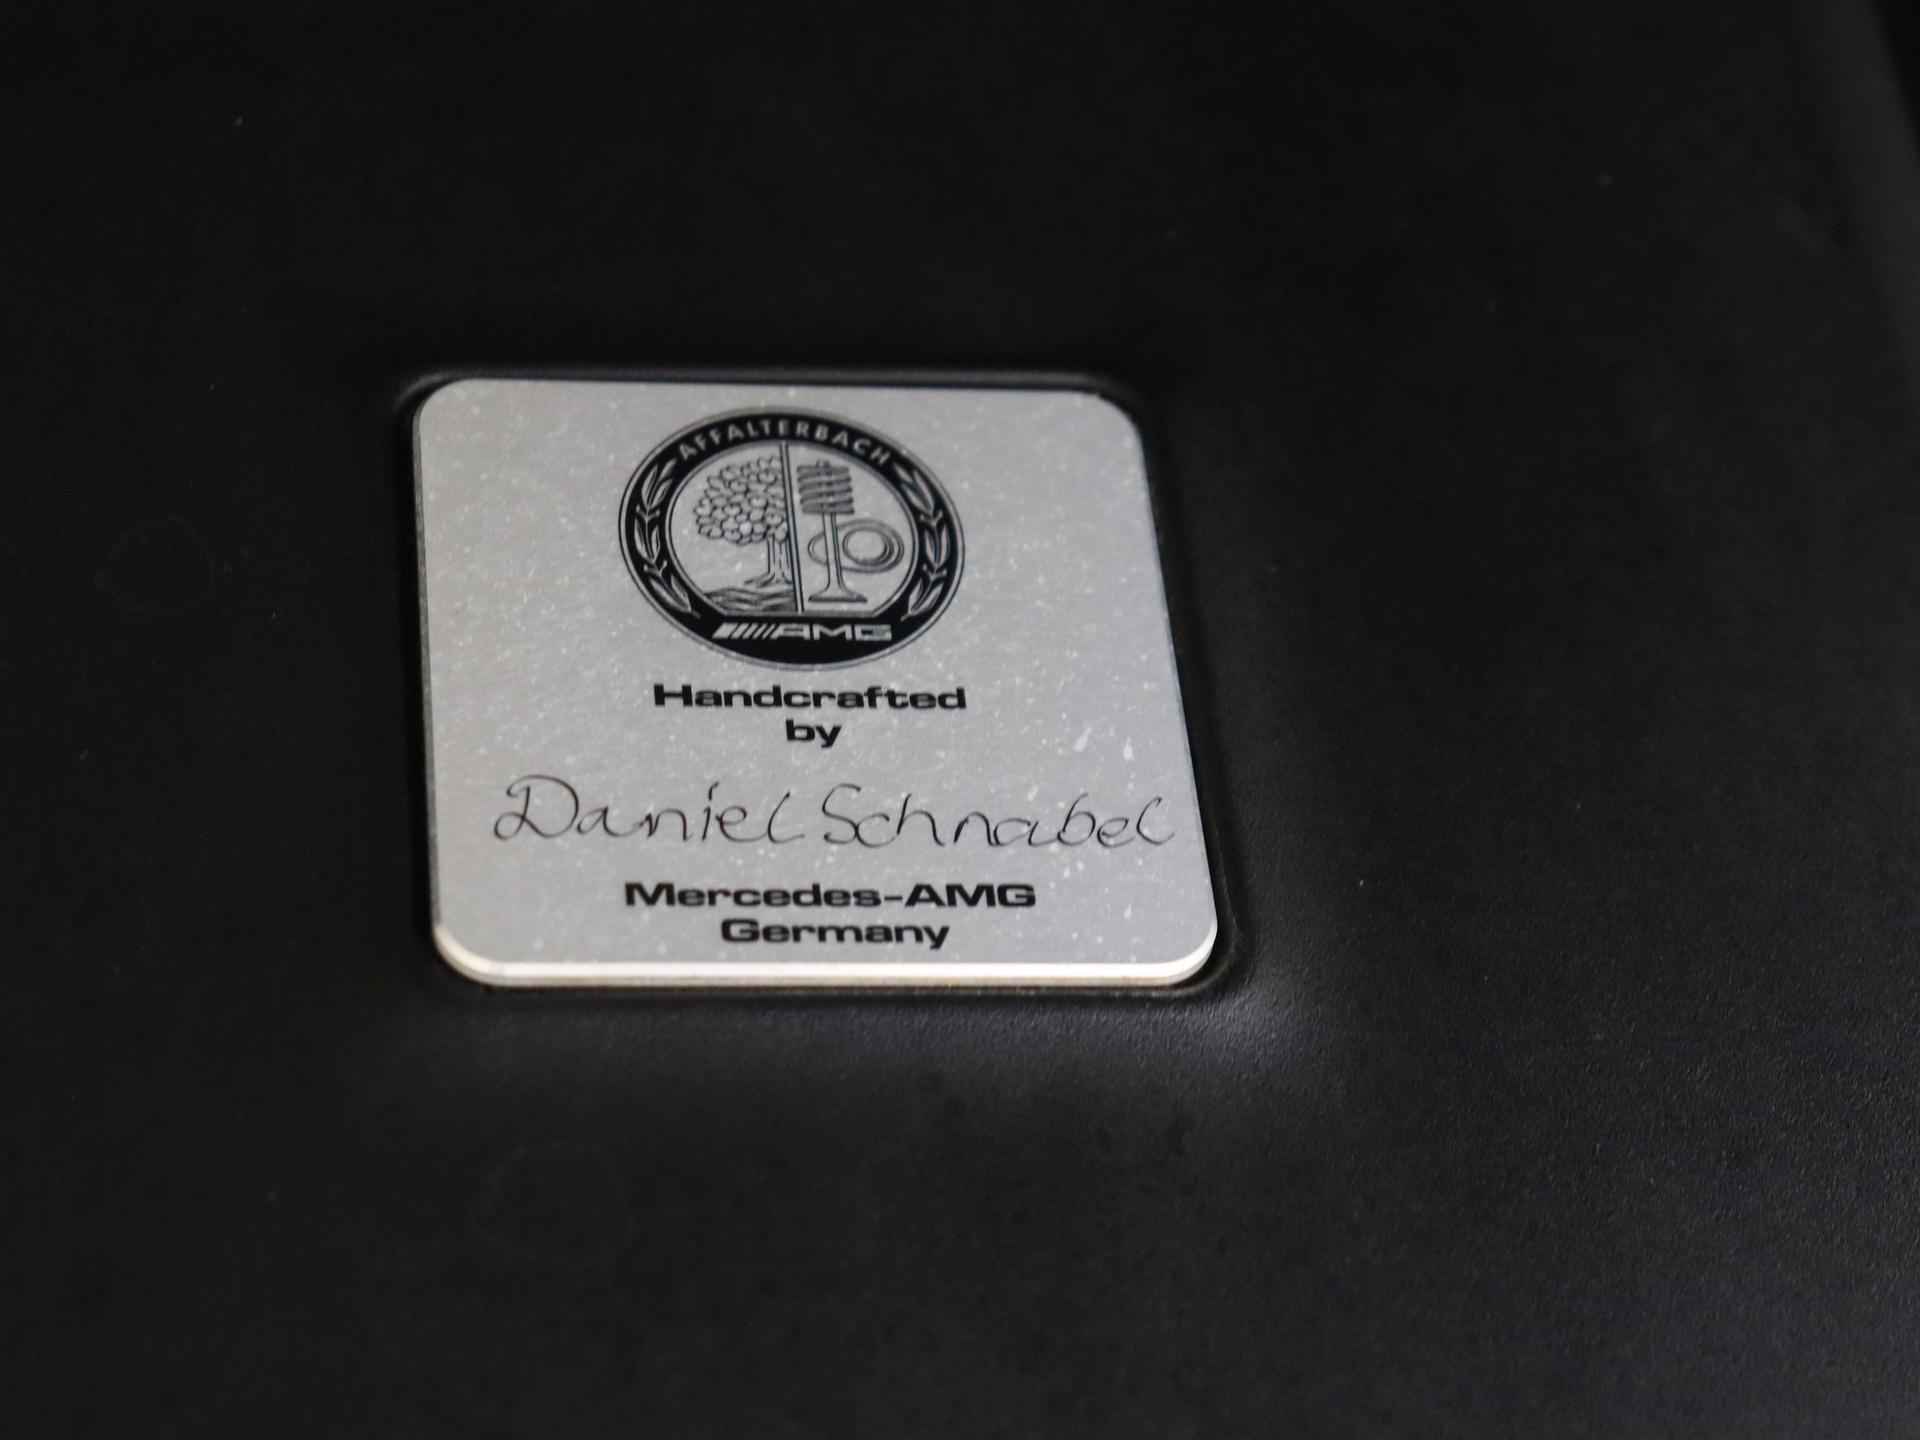 AFFALTERBACH
AMG
Handcrafted
by
Daniel Schnabel
Mercedes-AMG
Germany